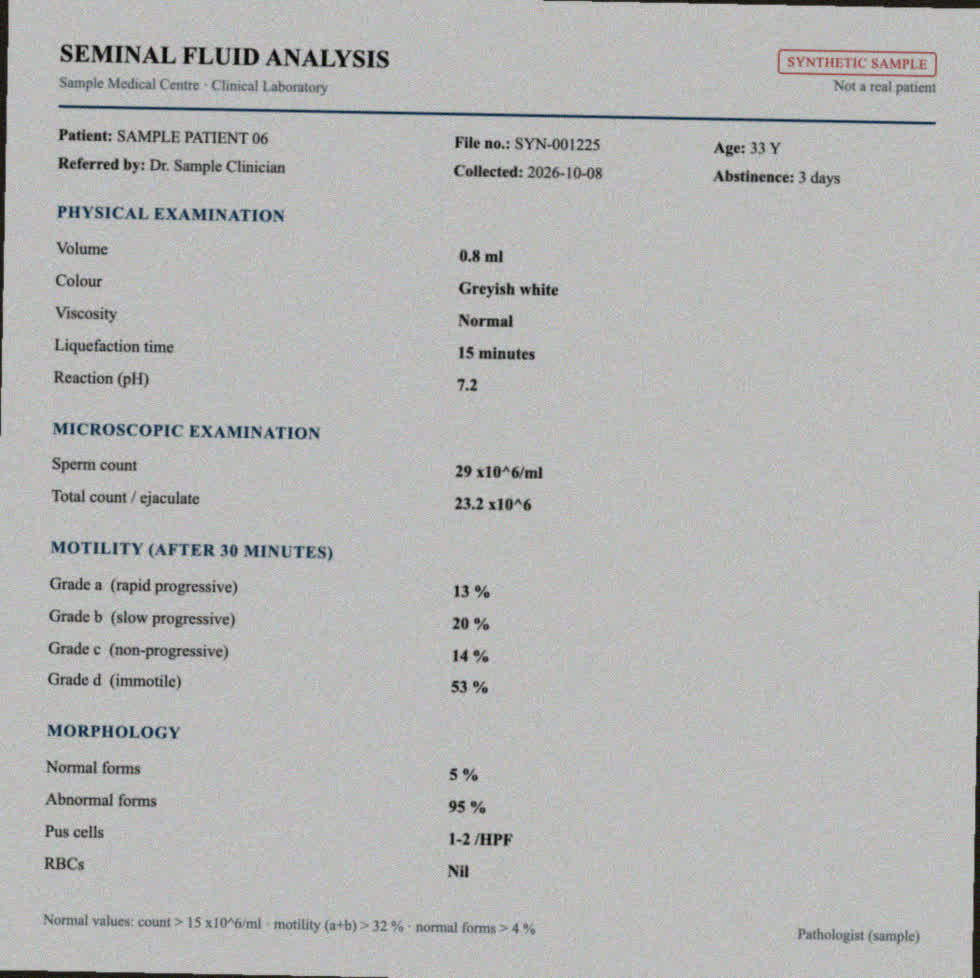 SEMINAL FLUID ANALYSIS
SYNTHETIC SAMPLE
Sample Medical Centre · Clinical Laboratory
Not a real patient
Patient: SAMPLE PATIENT 06 File no.: SYN-001225 Age: 33 Y
Referred by: Dr. Sample Clinician Collected: 2026-10-08 Abstinence: 3 days
PHYSICAL EXAMINATION
Volume 0.8 ml
Colour Greyish white
Viscosity Normal
Liquefaction time 15 minutes
Reaction (pH) 7.2
MICROSCOPIC EXAMINATION
Sperm count 29 x10^6/ml
Total count / ejaculate 23.2 x10^6
MOTILITY (AFTER 30 MINUTES)
Grade a (rapid progressive) 13 %
Grade b (slow progressive) 20 %
Grade c (non-progressive) 14 %
Grade d (immotile) 53 %
MORPHOLOGY
Normal forms 5 %
Abnormal forms 95 %
Pus cells 1-2 /HPF
RBCs Nil
Normal values: count > 15 x10^6/ml · motility (a+b) > 32 % · normal forms > 4 %
Pathologist (sample)